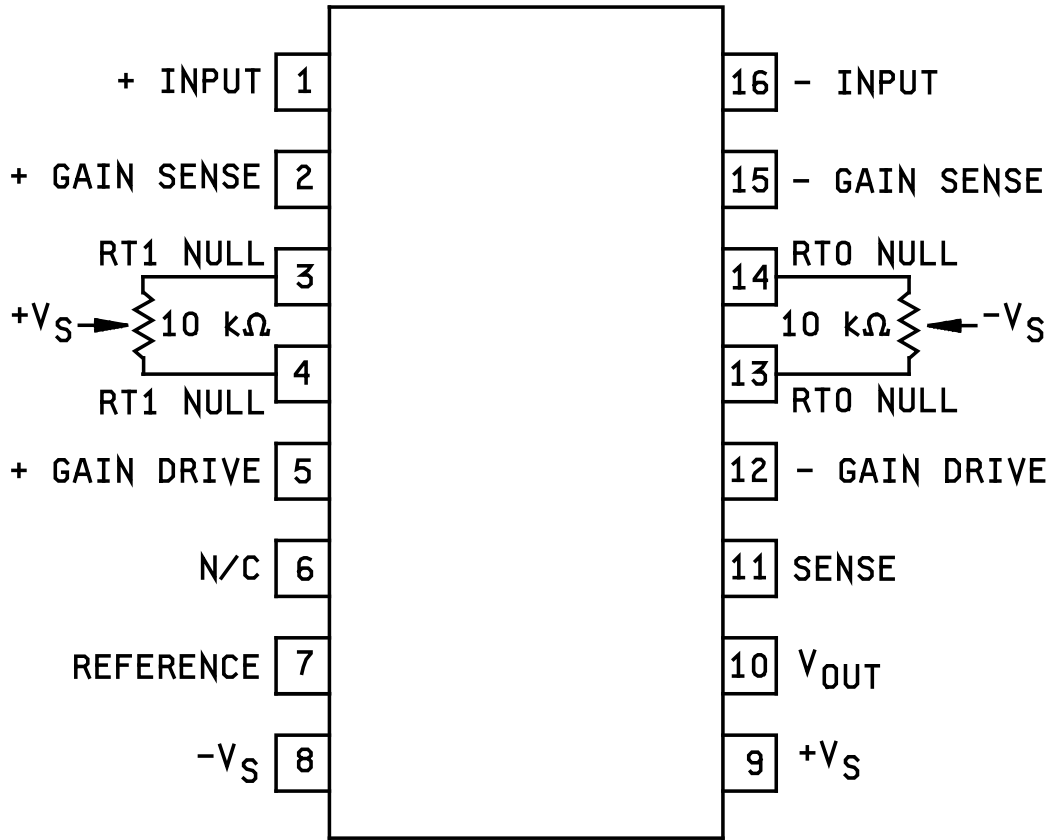 + INPUT 1
16 - INPUT
+ GAIN SENSE 2
15 - GAIN SENSE
RT1 NULL 3
14 RTO NULL
+VS 10 kΩ
10 kΩ -VS
RT1 NULL 4
13 RTO NULL
+ GAIN DRIVE 5
12 - GAIN DRIVE
N/C 6
11 SENSE
REFERENCE 7
10 VOUT
-VS 8
9 +VS